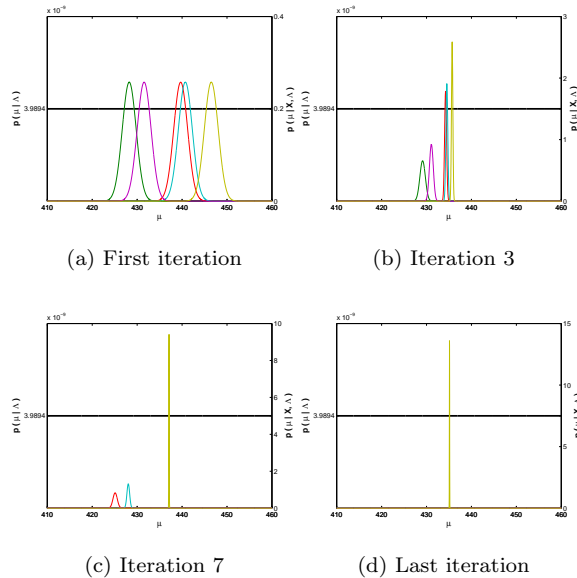 x 10⁻⁹
0.4
p ( μ | Λ )
3.9894
0.2
p ( μ | X, Λ )
0
410 420 430 440 450 460
μ
(a) First iteration
x 10⁻⁹
3
p ( μ | Λ )
3.9894
2
1
p ( μ | X, Λ )
0
410 420 430 440 450 460
μ
(b) Iteration 3
x 10⁻⁹
10
8
p ( μ | Λ )
3.9894
6
4
2
p ( μ | X, Λ )
0
410 420 430 440 450 460
μ
(c) Iteration 7
x 10⁻⁹
15
10
p ( μ | Λ )
3.9894
5
p ( μ | X, Λ )
0
410 420 430 440 450 460
μ
(d) Last iteration